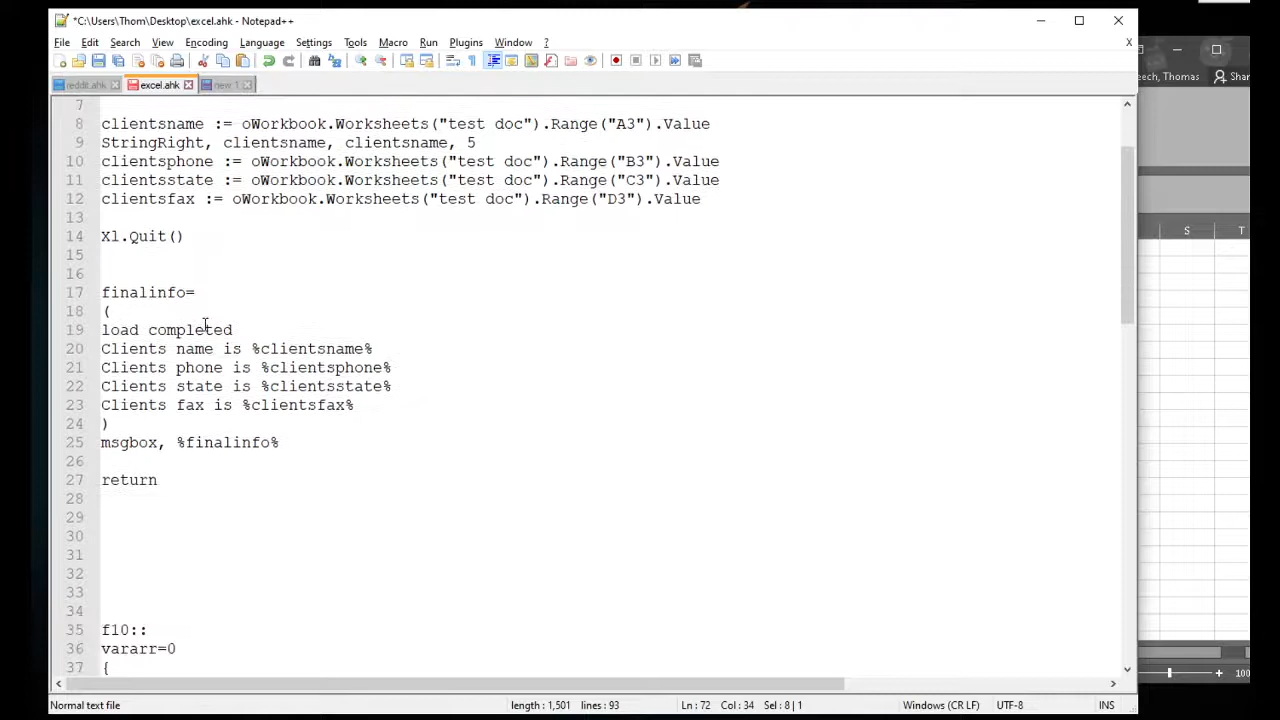 *C:\Users\Thom\Desktop\excel.ahk - Notepad++
File Edit Search View Encoding Language Settings Tools Macro Run Plugins Window ? X
reddit.ahk excel.ahk new 1
7
8 clientsname := oWorkbook.Worksheets("test doc").Range("A3").Value
9 StringRight, clientsname, clientsname, 5
10 clientsphone := oWorkbook.Worksheets("test doc").Range("B3").Value
11 clientsstate := oWorkbook.Worksheets("test doc").Range("C3").Value
12 clientsfax := oWorkbook.Worksheets("test doc").Range("D3").Value
13
14 Xl.Quit()
15
16
17 finalinfo=
18 (
19 load completed
20 Clients name is %clientsname%
21 Clients phone is %clientsphone%
22 Clients state is %clientsstate%
23 Clients fax is %clientsfax%
24 )
25 msgbox, %finalinfo%
26
27 return
28
29
30
31
32
33
34
35 f10::
36 vararr=0
37 {
Normal text file length : 1,501 lines : 93 Ln : 72 Col : 34 Sel : 8 | 1 Windows (CR LF) UTF-8 INS
Thomas
S T
100